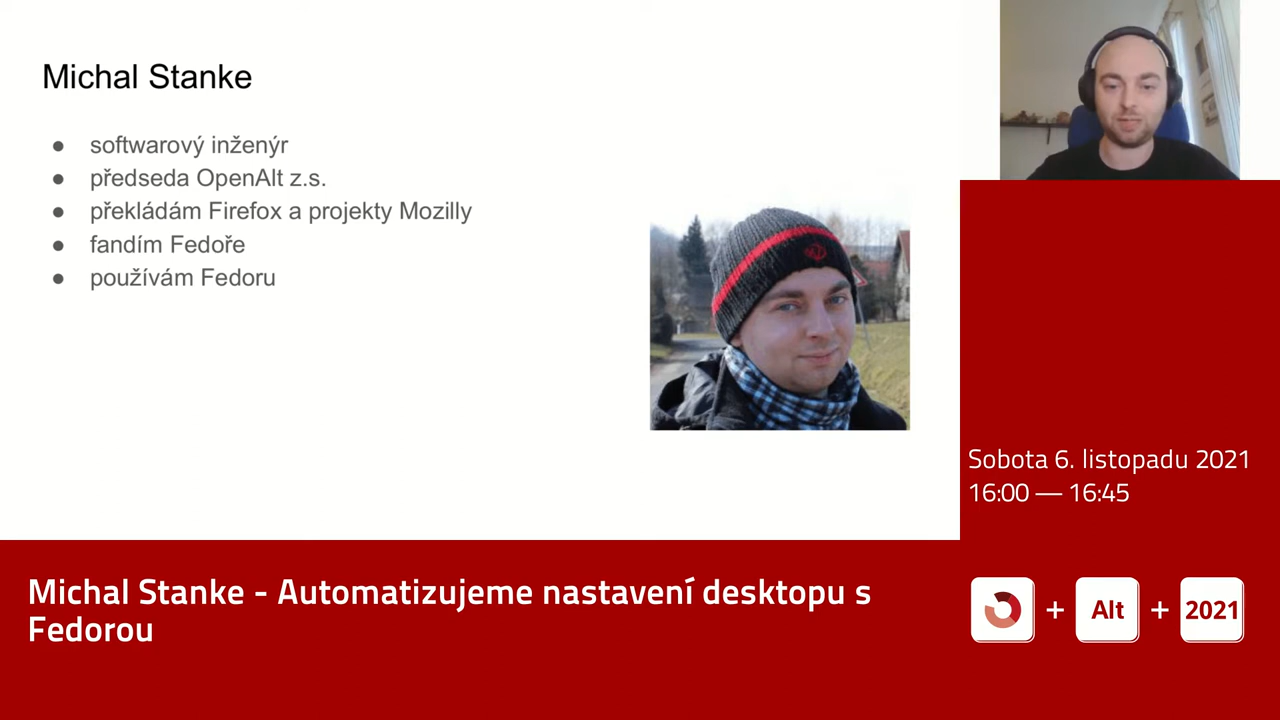 Michal Stanke
● softwarový inženýr
● předseda OpenAlt z.s.
● překládám Firefox a projekty Mozilly
● fandím Fedoře
● používám Fedoru
Sobota 6. listopadu 2021
16:00 — 16:45
Michal Stanke - Automatizujeme nastavení desktopu s
Fedorou
+ Alt + 2021